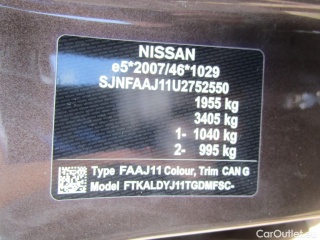 NISSAN
e5*2007/46*1029
SJNFAAJ11U2752550
1955 kg
3405 kg
1- 1040 kg
2- 995 kg
Type FAAJ11 Colour, Trim CAN G
Model FTKALDYJ11TGDMFSC-
CarOutlet